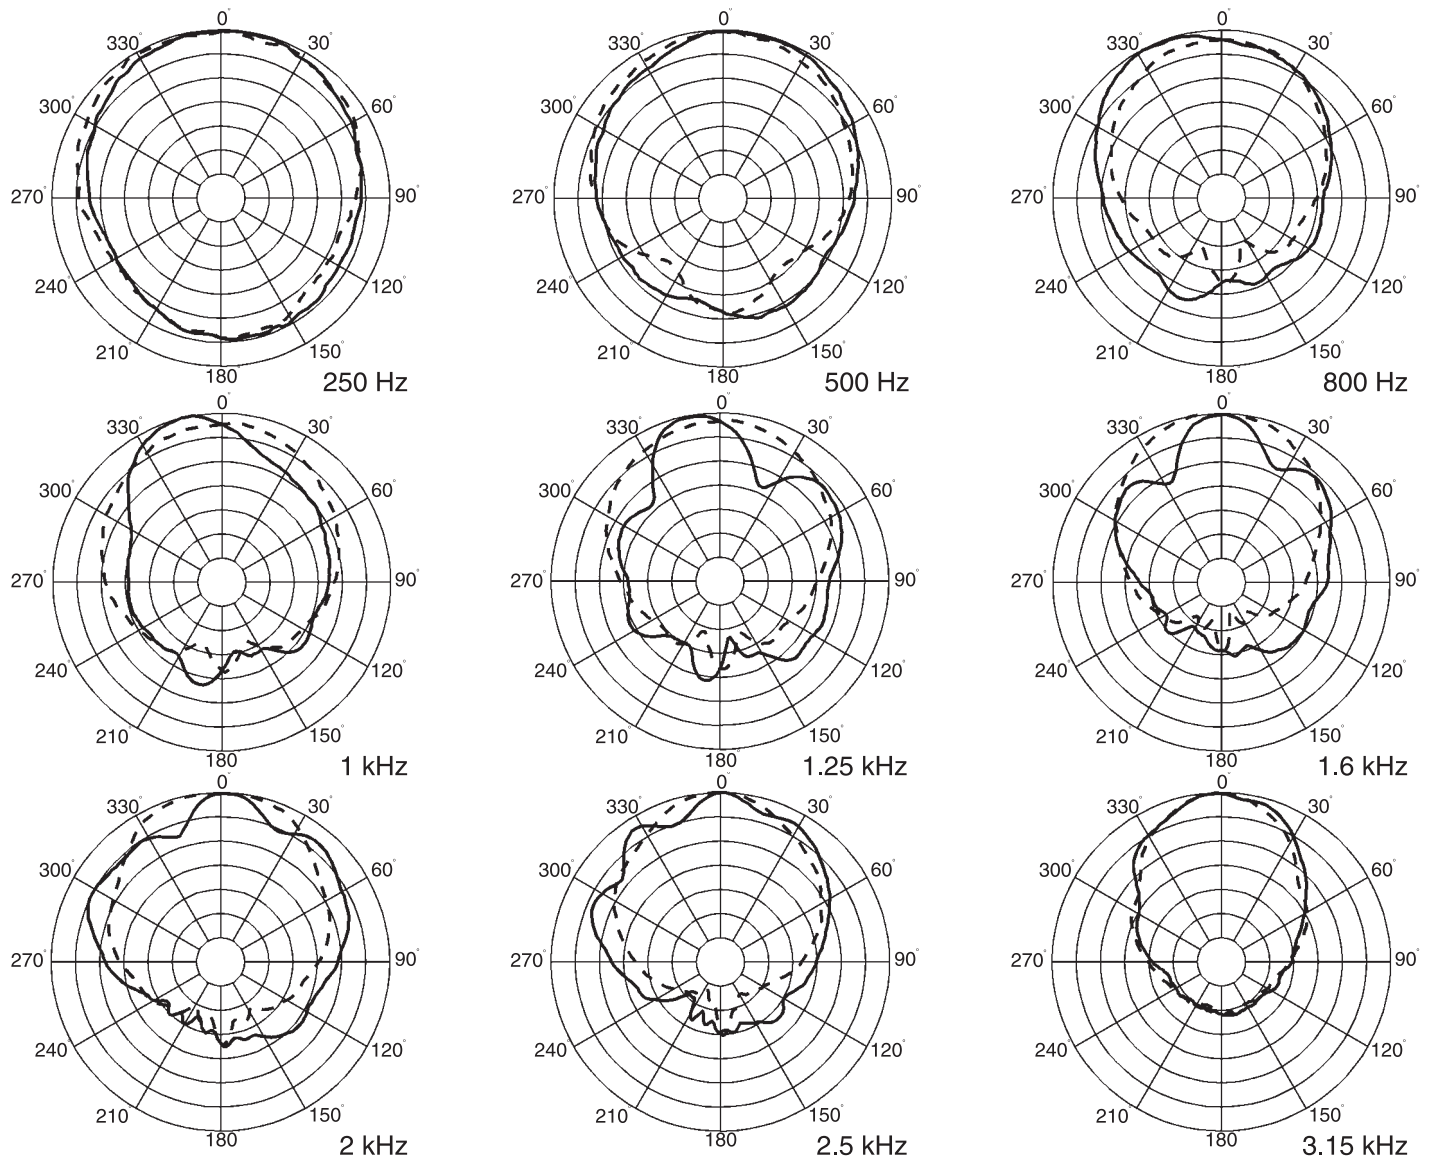 0° 0° 0°
330° 30° 330° 30° 330° 30°
300° 60° 300° 60° 300° 60°
270° 90° 270° 90° 270° 90°
240° 120° 240° 120° 240° 120°
210° 150° 210° 150° 210° 150°
180° 180° 180°
250 Hz 500 Hz 800 Hz
0° 0° 0°
330° 30° 330° 30° 330° 30°
300° 60° 300° 60° 300° 60°
270° 90° 270° 90° 270° 90°
240° 120° 240° 120° 240° 120°
210° 150° 210° 150° 210° 150°
180° 180° 180°
1 kHz 1.25 kHz 1.6 kHz
0° 0° 0°
330° 30° 330° 30° 330° 30°
300° 60° 300° 60° 300° 60°
270° 90° 270° 90° 270° 90°
240° 120° 240° 120° 240° 120°
210° 150° 210° 150° 210° 150°
180° 180° 180°
2 kHz 2.5 kHz 3.15 kHz